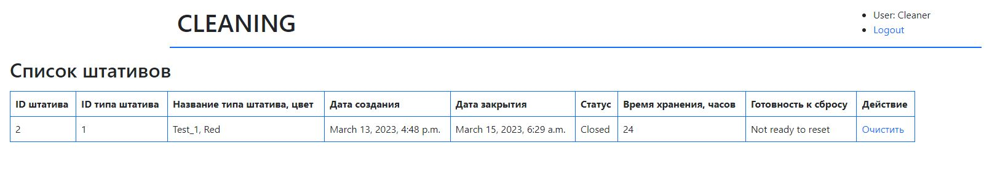 CLEANING
User: Cleaner
Logout
Список штативов
ID штатива ID типа штатива Название типа штатива, цвет Дата создания Дата закрытия Статус Время хранения, часов Готовность к сбросу Действие
2 1 Test_1, Red March 13, 2023, 4:48 p.m. March 15, 2023, 6:29 a.m. Closed 24 Not ready to reset Очистить